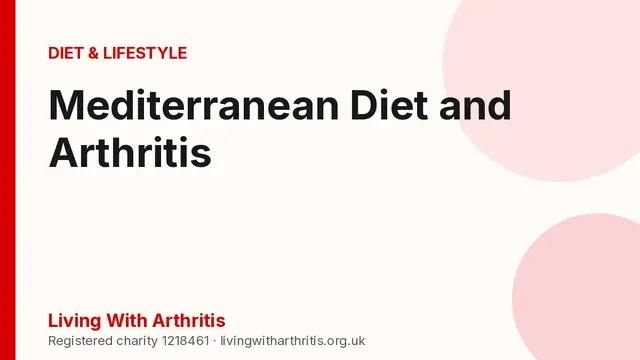 DIET & LIFESTYLE
Mediterranean Diet and
Arthritis
Living With Arthritis
Registered charity 1218461 · livingwitharthritis.org.uk